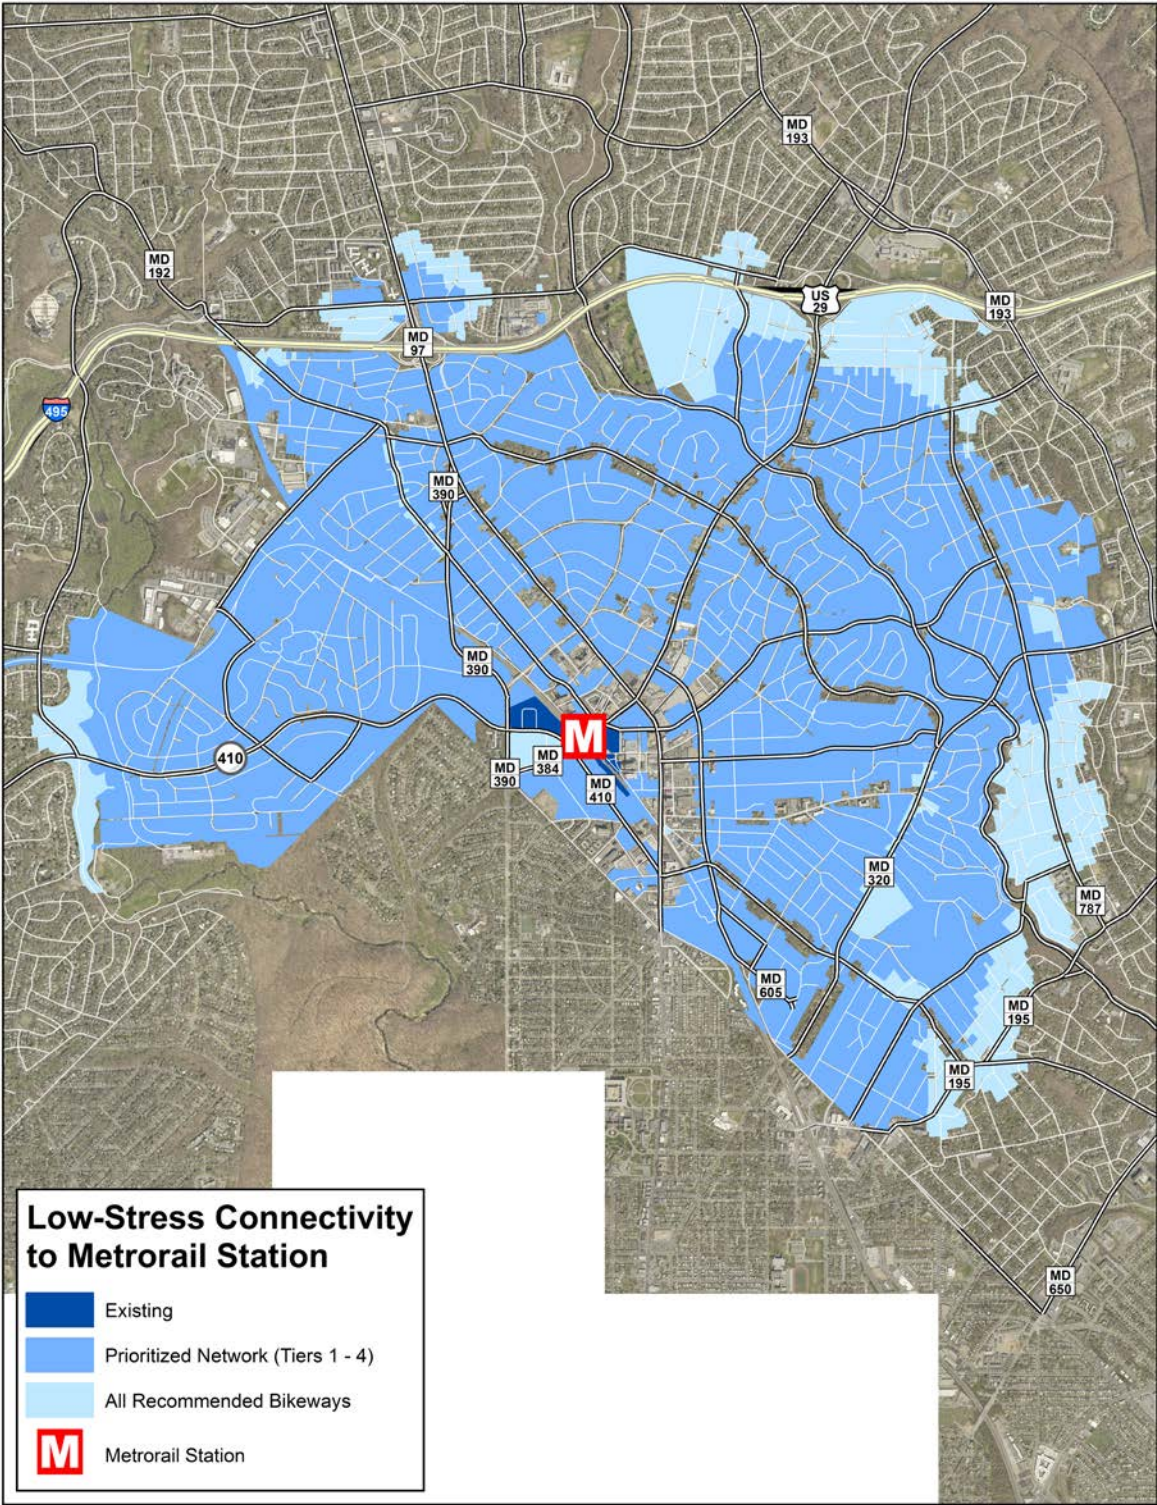 MD
193
MD
192
US
29
MD
193
MD
97
495
MD
390
MD
390
410
M
MD
390
MD
384
MD
410
MD
320
MD
787
MD
605
MD
195
MD
195
MD
650
Low-Stress Connectivity
to Metrorail Station
Existing
Prioritized Network (Tiers 1 - 4)
All Recommended Bikeways
M
Metrorail Station